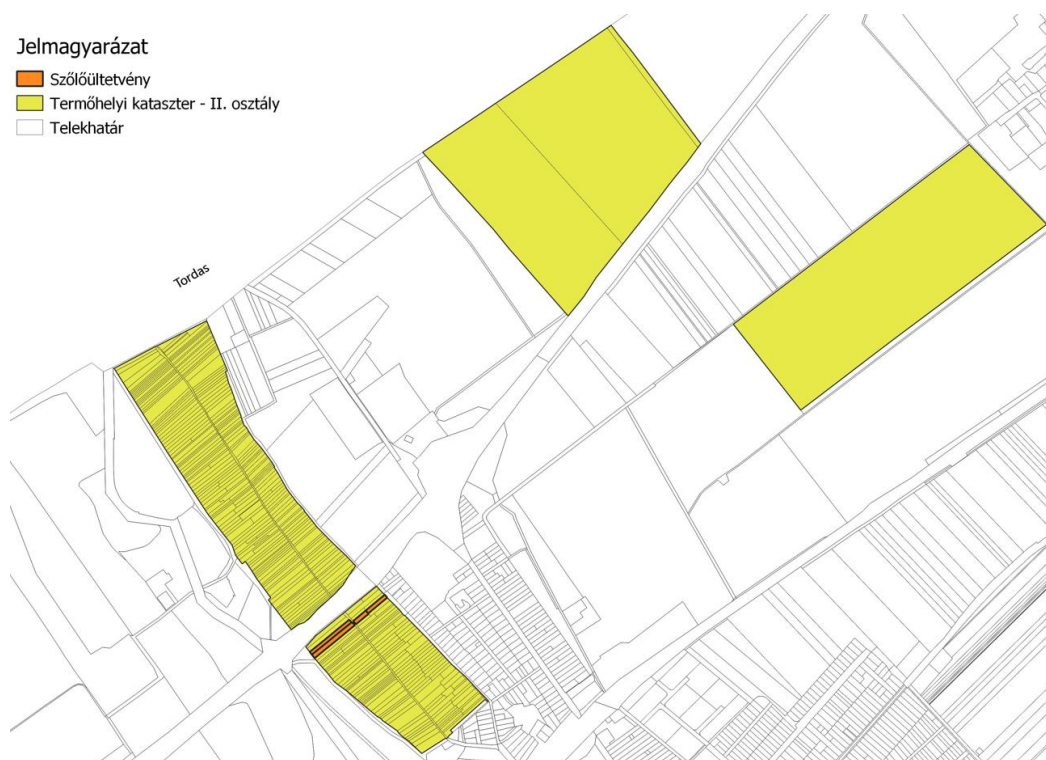 Jelmagyarázat
Szőlőültetvény
Termőhelyi kataszter - II. osztály
Telekhatár
Tordas